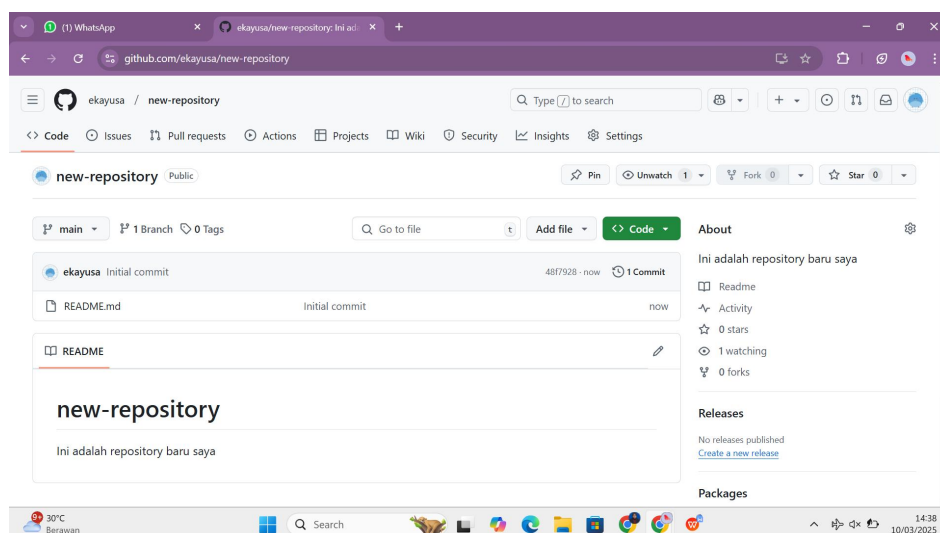 (1) WhatsApp
ekayusa/new-repository: Ini ada
github.com/ekayusa/new-repository
ekayusa / new-repository
Type / to search
Code Issues Pull requests Actions Projects Wiki Security Insights Settings
new-repository Public
Pin Unwatch 1 Fork 0 Star 0
main 1 Branch 0 Tags
Go to file t
Add file Code
ekayusa Initial commit
48f7928 · now 1 Commit
README.md Initial commit now
README
new-repository
Ini adalah repository baru saya
About
Ini adalah repository baru saya
Readme
Activity
0 stars
1 watching
0 forks
Releases
No releases published
Create a new release
Packages
9+
30°C
Berawan
Search
14:38
10/03/2025